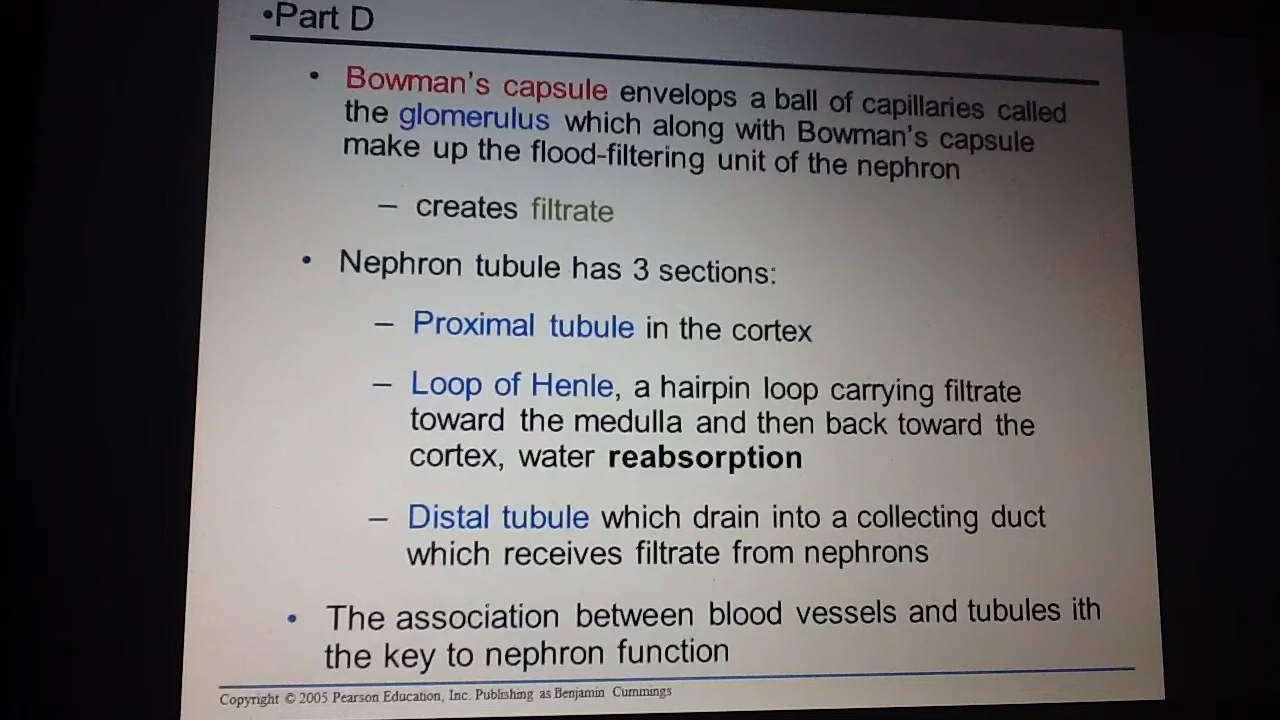 •Part D
• Bowman's capsule envelops a ball of capillaries called
the glomerulus which along with Bowman's capsule
make up the flood-filtering unit of the nephron
– creates filtrate
• Nephron tubule has 3 sections:
– Proximal tubule in the cortex
– Loop of Henle, a hairpin loop carrying filtrate
toward the medulla and then back toward the
cortex, water reabsorption
– Distal tubule which drain into a collecting duct
which receives filtrate from nephrons
• The association between blood vessels and tubules ith
the key to nephron function
Copyright © 2005 Pearson Education, Inc. Publishing as Benjamin Cummings